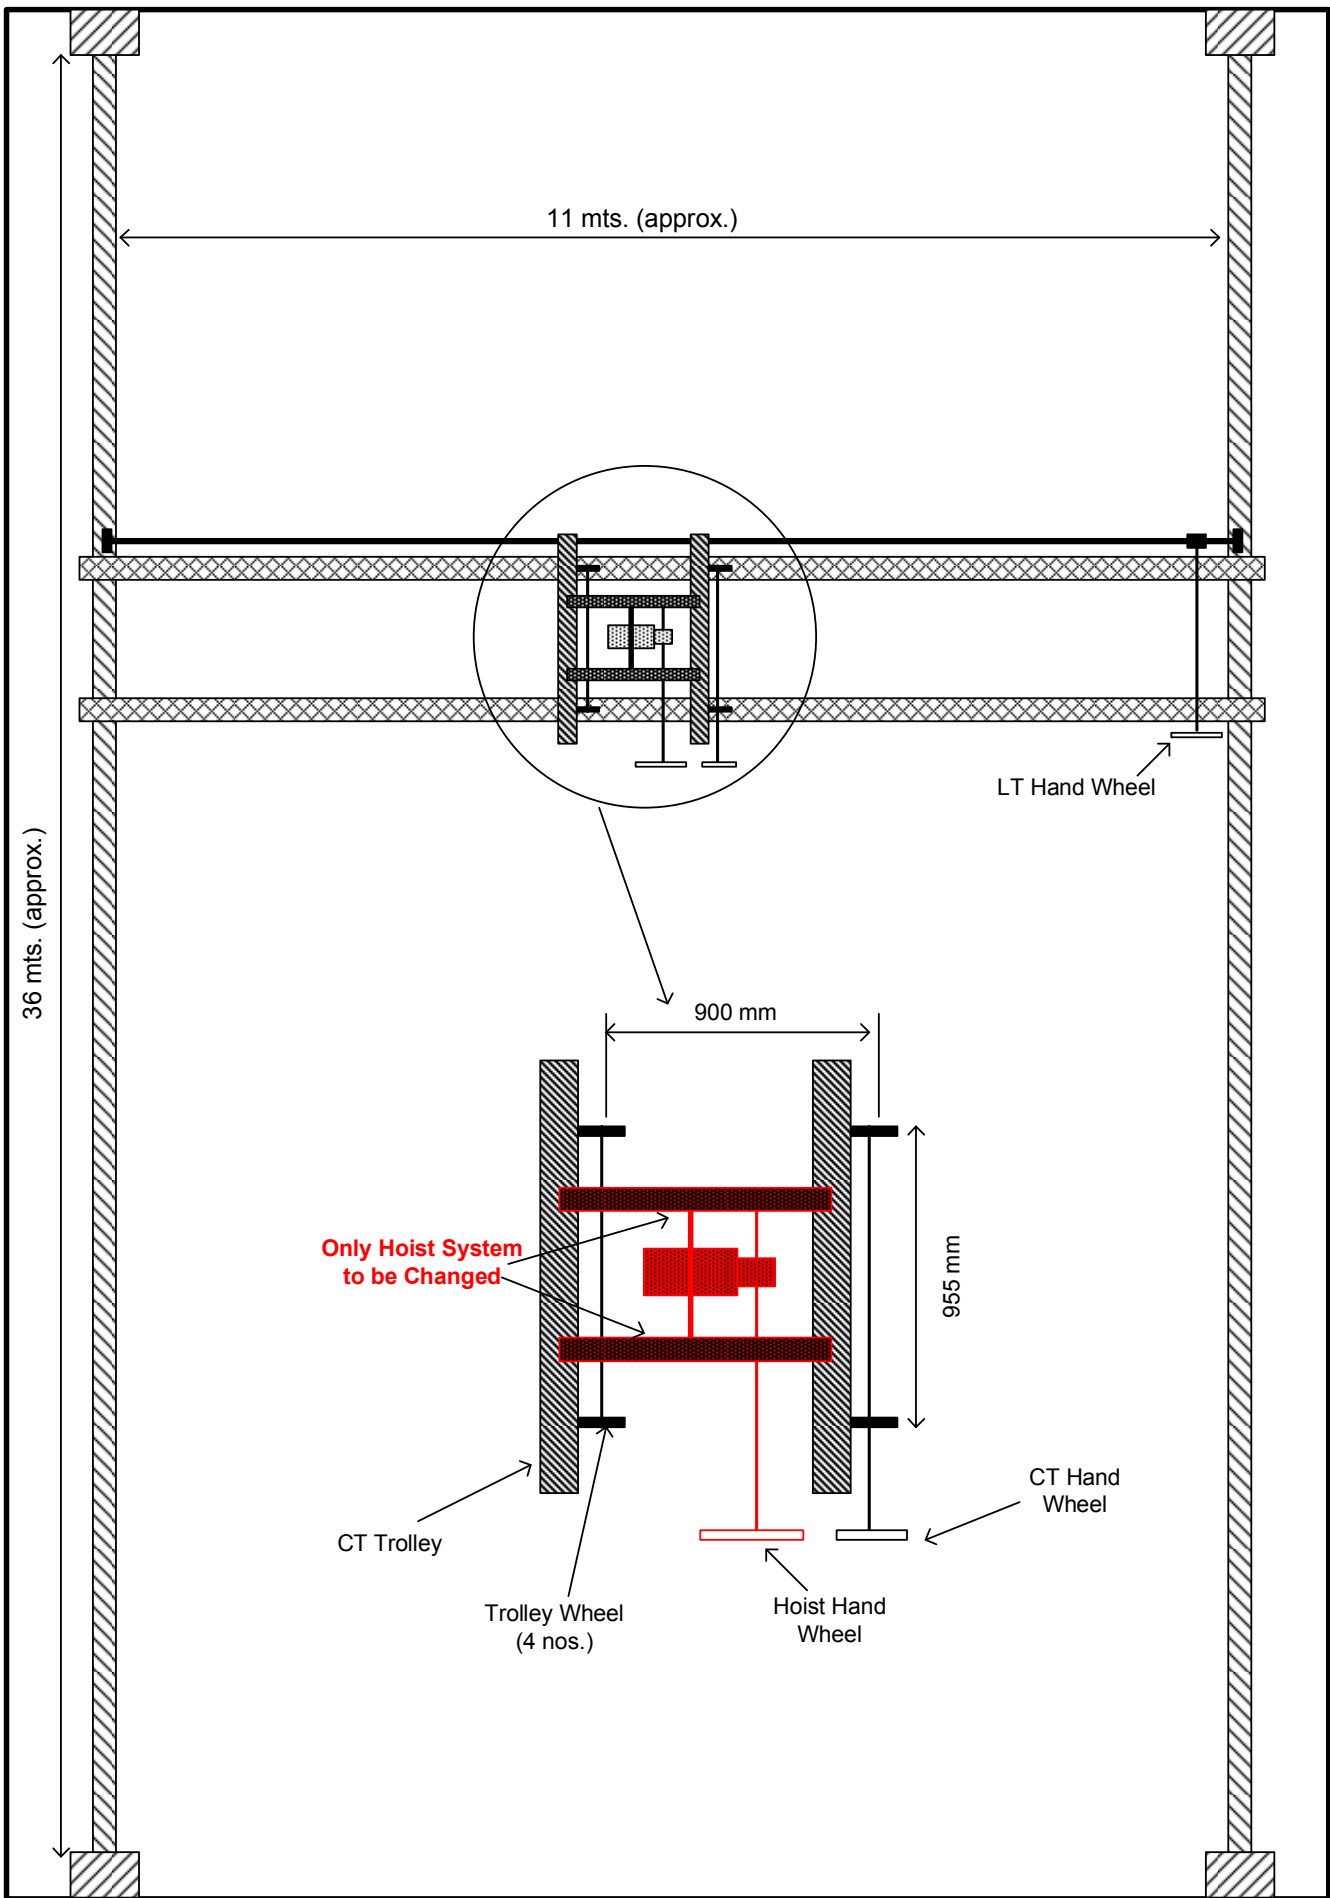 11 mts. (approx.)
LT Hand Wheel
36 mts. (approx.)
900 mm
Only Hoist System
to be Changed
955 mm
CT Hand
Wheel
CT Trolley
Trolley Wheel
(4 nos.)
Hoist Hand
Wheel